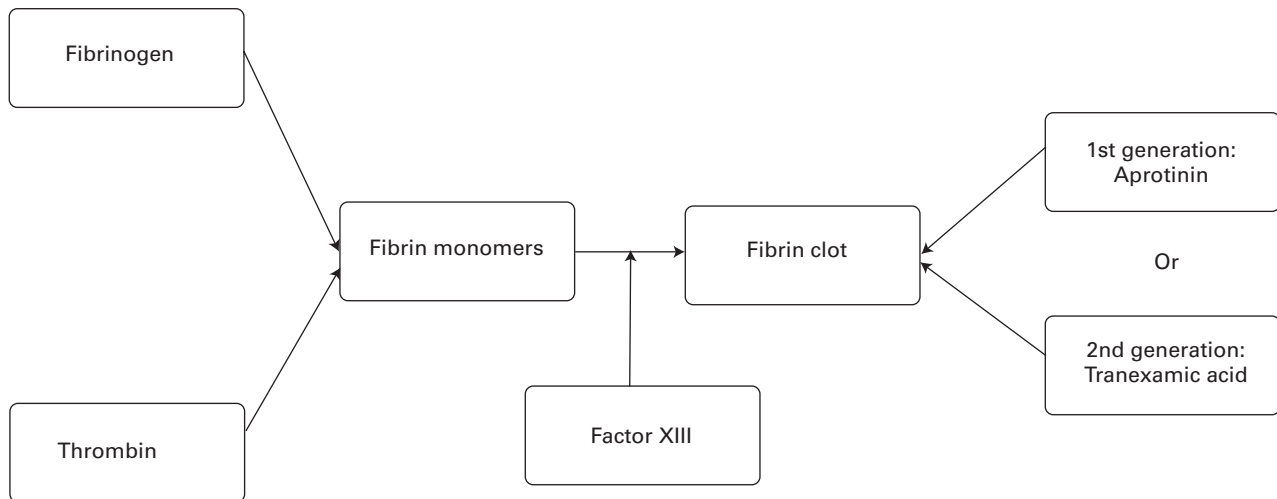 Fibrinogen
1st generation:
Aprotinin
Fibrin monomers
Fibrin clot
Or
2nd generation:
Tranexamic acid
Thrombin
Factor XIII